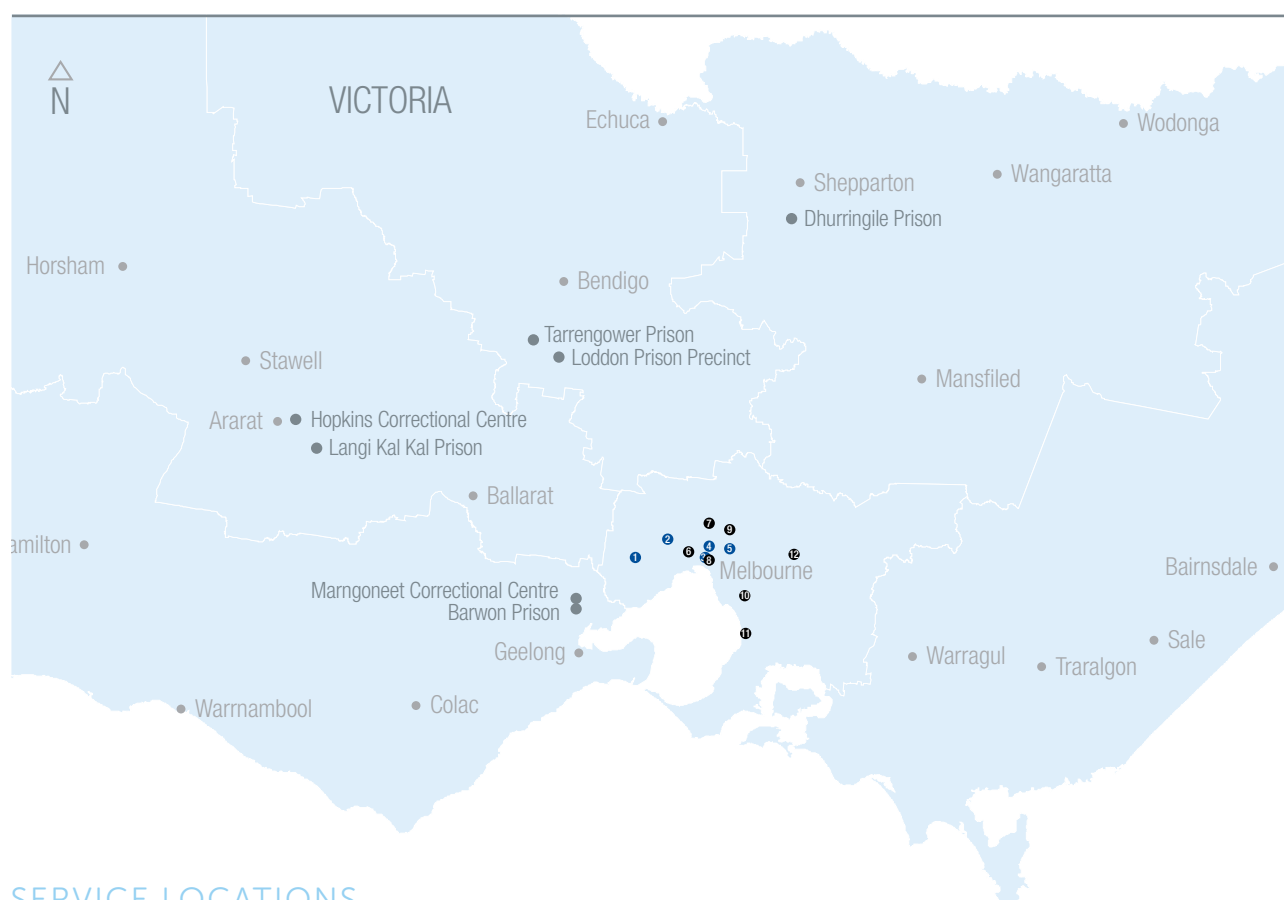 VICTORIA
N
Echuca
Wodonga
Wangaratta
Shepparton
Dhurringile Prison
Horsham
Bendigo
Tarrengower Prison
Loddon Prison Precinct
Stawell
Mansfiled
Ararat
Hopkins Correctional Centre
Langi Kal Kal Prison
Ballarat
7
9
2
4
5
amilton
6
12
1
8
Melbourne
Bairnsdale
Marngoneet Correctional Centre
10
Barwon Prison
11
Sale
Geelong
Warragul
Traralgon
Warrnambool
Colac
SERVICE LOCATIONS